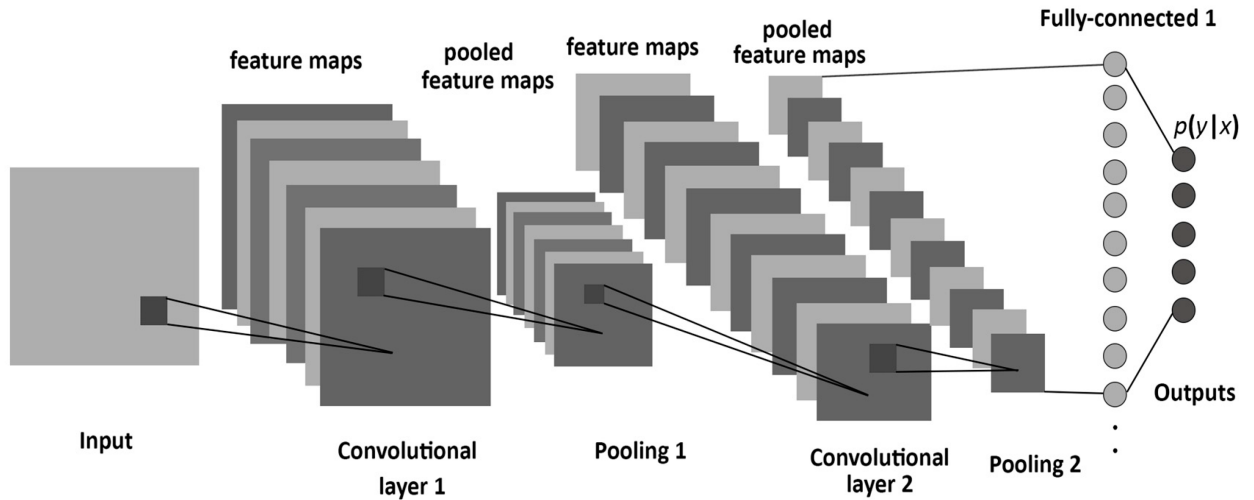 Fully-connected 1
feature maps
pooled
feature maps
feature maps
pooled
feature maps
p(y|x)
Outputs
Input
Convolutional
layer 1
Pooling 1
Convolutional
layer 2
Pooling 2